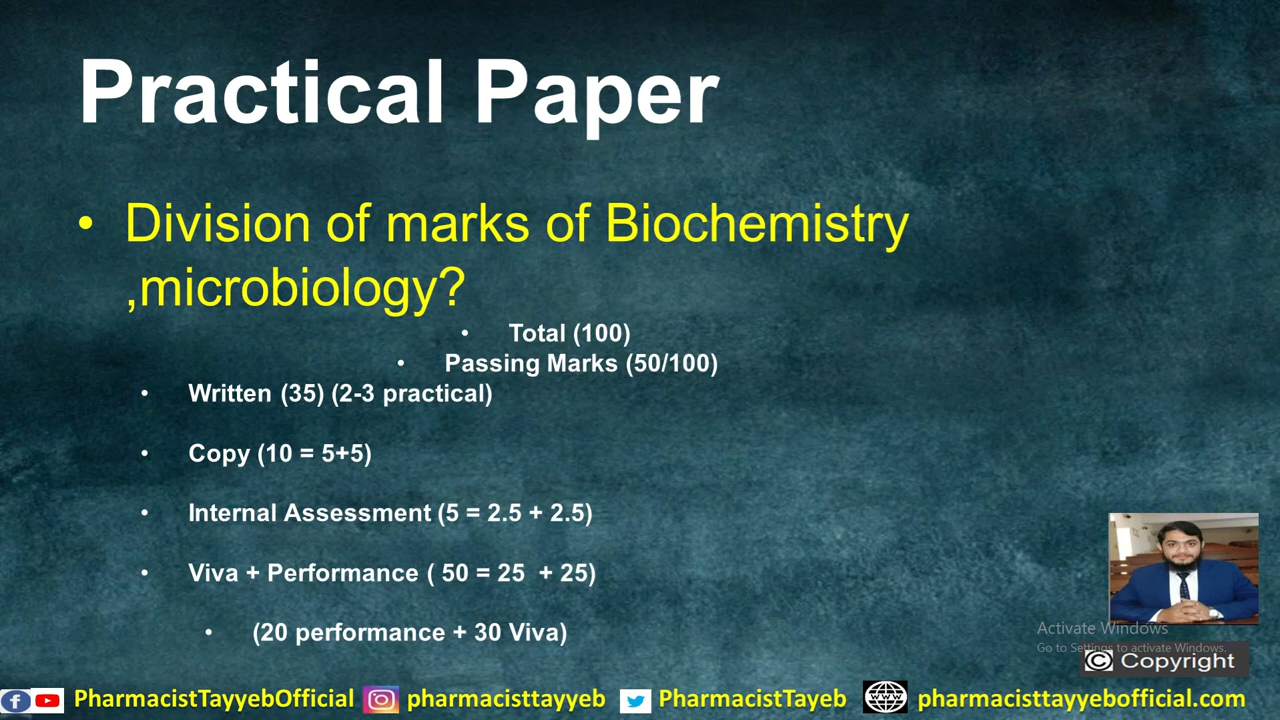 Practical Paper
• Division of marks of Biochemistry
,microbiology?
• Total (100)
• Passing Marks (50/100)
• Written (35) (2-3 practical)
• Copy (10 = 5+5)
• Internal Assessment (5 = 2.5 + 2.5)
• Viva + Performance ( 50 = 25 + 25)
• (20 performance + 30 Viva)
Activate Windows
Go to Settings to activate Windows.
© Copyright
PharmacistTayyebOfficial pharmacisttayyeb PharmacistTayeb pharmacisttayyebofficial.com